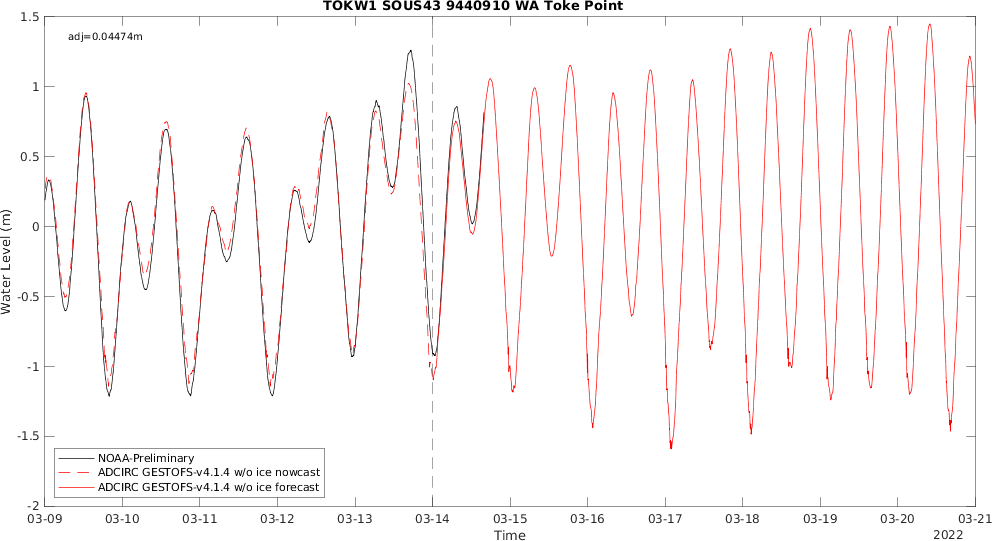 TOKW1 SOUS43 9440910 WA Toke Point
adj=0.04474m
1.5
1
0.5
0
-0.5
-1
-1.5
-2
Water Level (m)
NOAA-Preliminary
ADCIRC GESTOFS-v4.1.4 w/o ice nowcast
ADCIRC GESTOFS-v4.1.4 w/o ice forecast
03-09 03-10 03-11 03-12 03-13 03-14 03-15 03-16 03-17 03-18 03-19 03-20 03-21
Time
2022